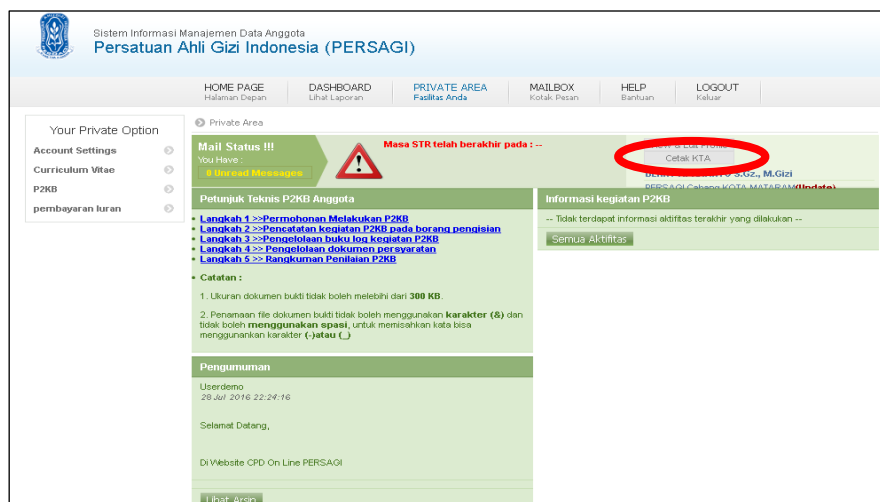 Sistem Informasi Manajemen Data Anggota
Persatuan Ahli Gizi Indonesia (PERSAGI)
HOME PAGE
Halaman Depan
DASHBOARD
Lihat Laporan
PRIVATE AREA
Fasilitas Anda
MAILBOX
Kotak Pesan
HELP
Bantuan
LOGOUT
Keluar
Your Private Option
Account Settings
Curriculum Vitae
P2KB
pembayaran Iuran
Private Area
Mail Status !!!
You Have :
0 Unread Messages
Masa STR telah berakhir pada : --
& Edit
Cetak KTA
S.Gz., M.Gizi
PERSAGI Cabang KOTA MATARAM(Update)
Petunjuk Teknis P2KB Anggota
Langkah 1 >>Permohonan Melakukan P2KB
Langkah 2 >>Pencatatan kegiatan P2KB pada borang pengisian
Langkah 3 >>Pengelolaan buku log kegiatan P2KB
Langkah 4 >> Pengelolaan dokumen persyaratan
Langkah 5 >> Rangkuman Penilaian P2KB
Catatan :
1. Ukuran dokumen bukti tidak boleh melebihi dari 300 KB.
2. Penamaan file dokumen bukti tidak boleh menggunakan karakter (&) dan
tidak boleh menggunakan spasi, untuk memisahkan kata bisa
menggunankan karakter (-)atau (_)
Informasi kegiatan P2KB
-- Tidak terdapat informasi aktifitas terakhir yang dilakukan --
Semua Aktifitas
Pengumuman
Userdemo
28 Jul 2016 22:24:16
Selamat Datang,
Di Website CPD On Line PERSAGI
Lihat Arsip